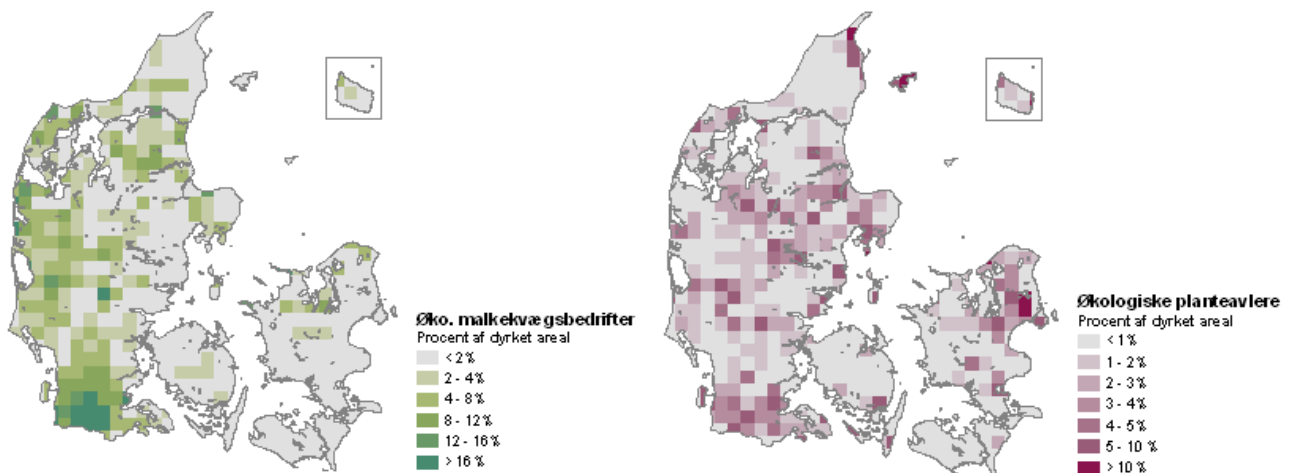 Øko. malkekvægsbedrifter
Procent af dyrket areal
<2%
2 - 4%
4 - 8%
8 - 12%
12 - 16%
> 16%
Økologiske planteavlere
Procent af dyrket areal
< 1%
1 - 2%
2 - 3%
3 - 4%
4 - 5%
5 - 10 %
> 10 %